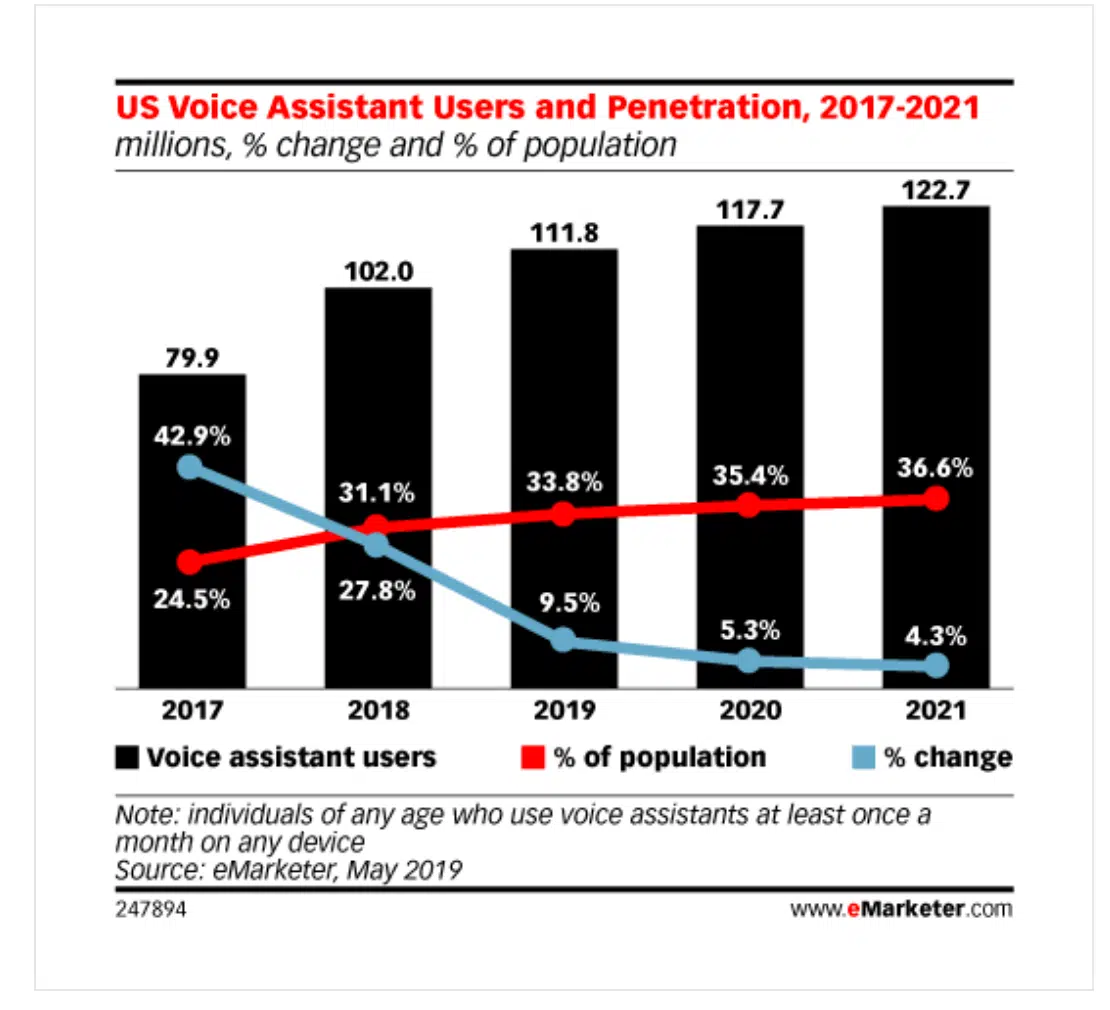 US Voice Assistant Users and Penetration, 2017-2021
millions, % change and % of population
79.9
102.0
111.8
117.7
122.7
42.9%
27.8%
9.5%
5.3%
4.3%
24.5%
31.1%
33.8%
35.4%
36.6%
2017
2018
2019
2020
2021
Voice assistant users
% of population
% change
Note: individuals of any age who use voice assistants at least once a
month on any device
Source: eMarketer, May 2019
247894
www.eMarketer.com